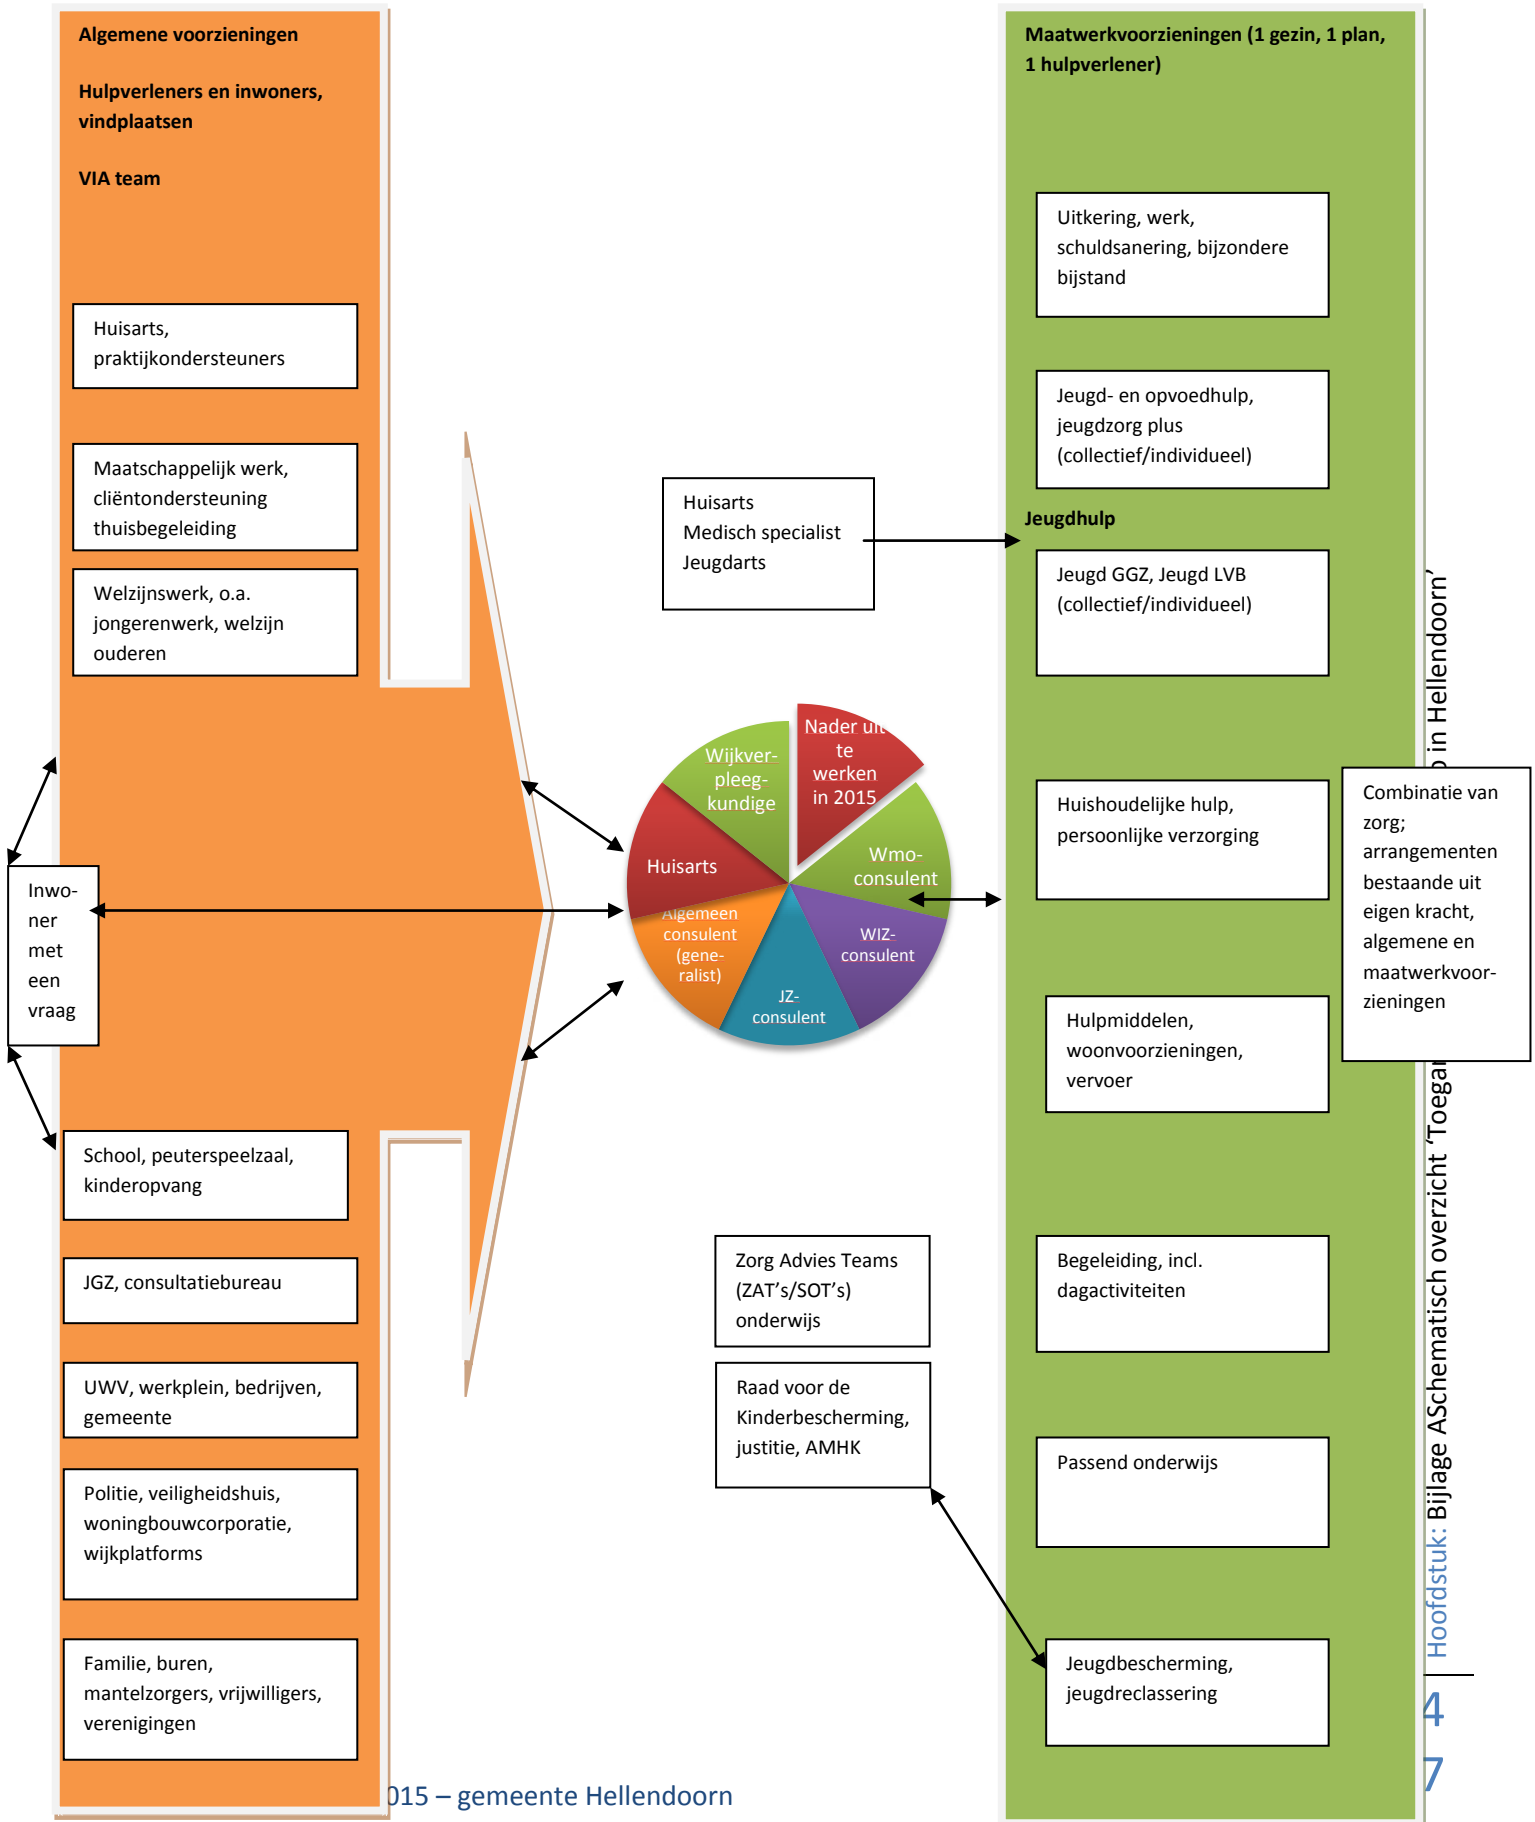 Algemene voorzieningen
Hulpverleners en inwoners,
vindplaatsen
VIA team
Huisarts,
praktijkondersteuners
Maatschappelijk werk,
cliëntondersteuning
thuisbegeleiding
Welzijnswerk, o.a.
jongerenwerk, welzijn
ouderen
Inwo-
ner
met
een
vraag
School, peuterspeelzaal,
kinderopvang
JGZ, consultatiebureau
UWV, werkplein, bedrijven,
gemeente
Politie, veiligheidshuis,
woningbouwcorporatie,
wijkplatforms
Familie, buren,
mantelzorgers, vrijwilligers,
verenigingen
Huisarts
Medisch specialist
Jeugdarts
Nader uit
te
werken
in 2015
Wmo-
consulent
WIZ-
consulent
JZ-
consulent
Algemeen
consulent
(gene-
ralist)
Huisarts
Wijkver-
pleeg-
kundige
Zorg Advies Teams
(ZAT’s/SOT’s)
onderwijs
Raad voor de
Kinderbescherming,
justitie, AMHK
Maatwerkvoorzieningen (1 gezin, 1 plan,
1 hulpverlener)
Uitkering, werk,
schuldsanering, bijzondere
bijstand
Jeugd- en opvoedhulp,
jeugdzorg plus
(collectief/individueel)
Jeugdhulp
Jeugd GGZ, Jeugd LVB
(collectief/individueel)
Huishoudelijke hulp,
persoonlijke verzorging
Hulpmiddelen,
woonvoorzieningen,
vervoer
Begeleiding, incl.
dagactiviteiten
Passend onderwijs
Jeugdbescherming,
jeugdreclassering
Combinatie van
zorg;
arrangementen
bestaande uit
eigen kracht,
algemene en
maatwerkvoor-
zieningen
Hoofdstuk: Bijlage ASchematisch overzicht ‘Toegan in Hellendoorn’
4
7
015 – gemeente Hellendoorn